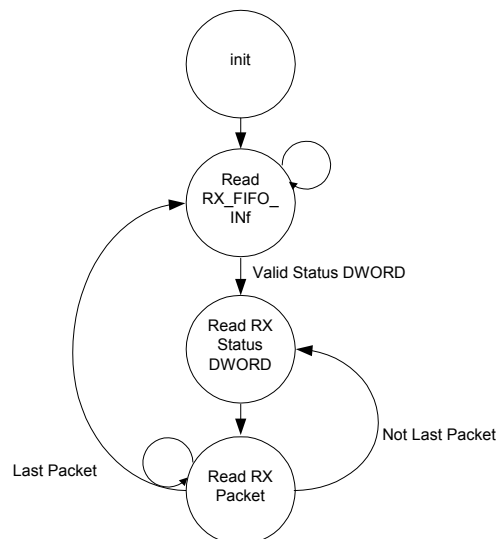 init
Read
RX_FIFO_
INf
Valid Status DWORD
Read RX
Status
DWORD
Not Last Packet
Last Packet
Read RX
Packet